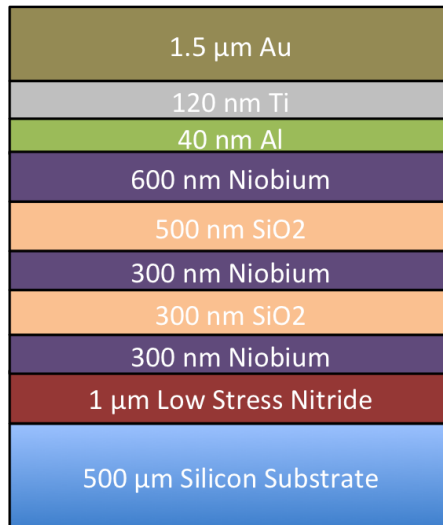 1.5 μm Au
120 nm Ti
40 nm Al
600 nm Niobium
500 nm SiO2
300 nm Niobium
300 nm SiO2
300 nm Niobium
1 μm Low Stress Nitride
500 μm Silicon Substrate